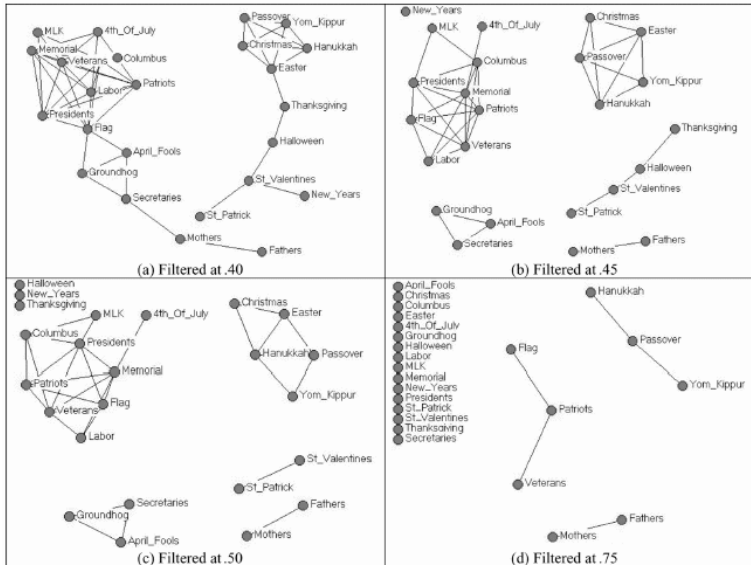 MLK
4th_Of_July
Memorial
Veterans
Columbus
Patriots
Labor
Presidents
Flag
April_Fools
Groundhog
Secretaries
Mothers
Fathers
Passover
Yom_Kippur
Christmas
Hanukkah
Easter
Thanksgiving
Halloween
St_Valentines
New_Years
St_Patrick
(a) Filtered at .40
New_Years
MLK
4th_Of_July
Columbus
Presidents
Memorial
Patriots
Flag
Veterans
Labor
Groundhog
April_Fools
Secretaries
Christmas
Easter
Passover
Yom_Kippur
Hanukkah
Thanksgiving
Halloween
St_Valentines
St_Patrick
Fathers
Mothers
(b) Filtered at .45
Halloween
New_Years
Thanksgiving
MLK
4th_Of_July
Columbus
Presidents
Memorial
Patriots
Flag
Veterans
Labor
Secretaries
Groundhog
April_Fools
Christmas
Easter
Hanukkah
Passover
Yom_Kippur
St_Valentines
St_Patrick
Fathers
Mothers
(c) Filtered at .50
April_Fools
Christmas
Columbus
Easter
4th_Of_July
Groundhog
Halloween
Labor
MLK
Memorial
New_Years
Presidents
St_Patrick
St_Valentines
Thanksgiving
Secretaries
Hanukkah
Passover
Yom_Kippur
Flag
Patriots
Veterans
Fathers
Mothers
(d) Filtered at .75